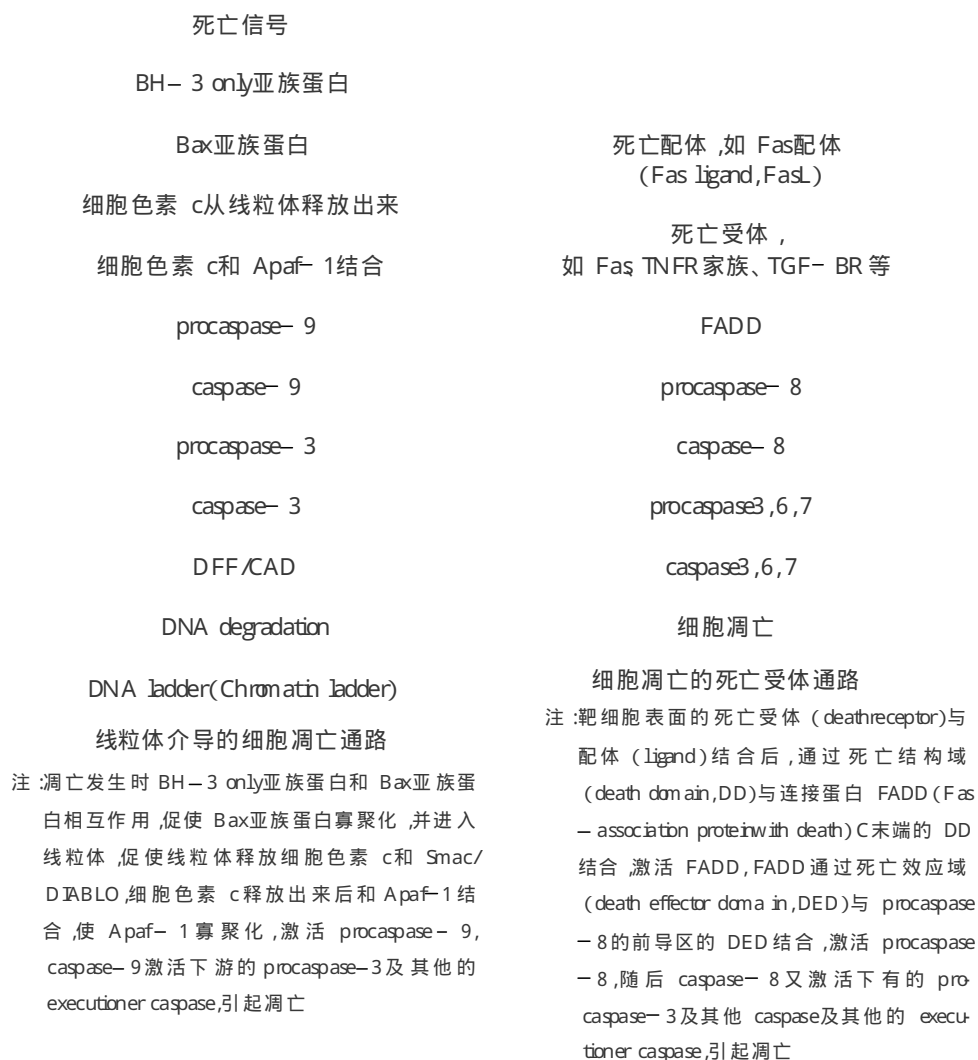 死亡信号
BH-3 only亚族蛋白
Bax亚族蛋白
细胞色素 c从线粒体释放出来
细胞色素 c和 Apaf-1结合
procaspase-9
caspase-9
procaspase-3
caspase-3
DFF/CAD
DNA degradation
DNA ladder(Chromatin ladder)
线粒体介导的细胞凋亡通路
注:凋亡发生时 BH-3 only亚族蛋白和 Bax亚族蛋
白相互作用,促使 Bax亚族蛋白寡聚化,并进入
线粒体,促使线粒体释放细胞色素 c和 Smac/
DIABLO,细胞色素 c释放出来后和 Apaf-1结
合,使 Apaf-1寡聚化,激活 procaspase-9,
caspase-9激活下游的 procaspase-3及其他的
executioner caspase,引起凋亡
死亡配体,如 Fas配体
(Fas ligand,FasL)
死亡受体,
如 Fas、TNFR家族、TGF-BR等
FADD
procaspase-8
caspase-8
procaspase3,6,7
caspase3,6,7
细胞凋亡
细胞凋亡的死亡受体通路
注:靶细胞表面的死亡受体 (deathreceptor)与
配体 (ligand)结合后,通过死亡结构域
(death domain,DD)与连接蛋白 FADD(Fas
-association proteinwith death)C末端的 DD
结合,激活 FADD,FADD通过死亡效应域
(death effector domain,DED)与 procaspase
-8的前导区的 DED结合,激活 procaspase
-8,随后 caspase-8又激活下有的 pro-
caspase-3及其他 caspase及其他的 execu-
tioner caspase,引起凋亡